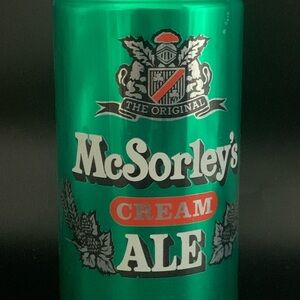 THE ORIGINAL
McSorley's
CREAM
ALE